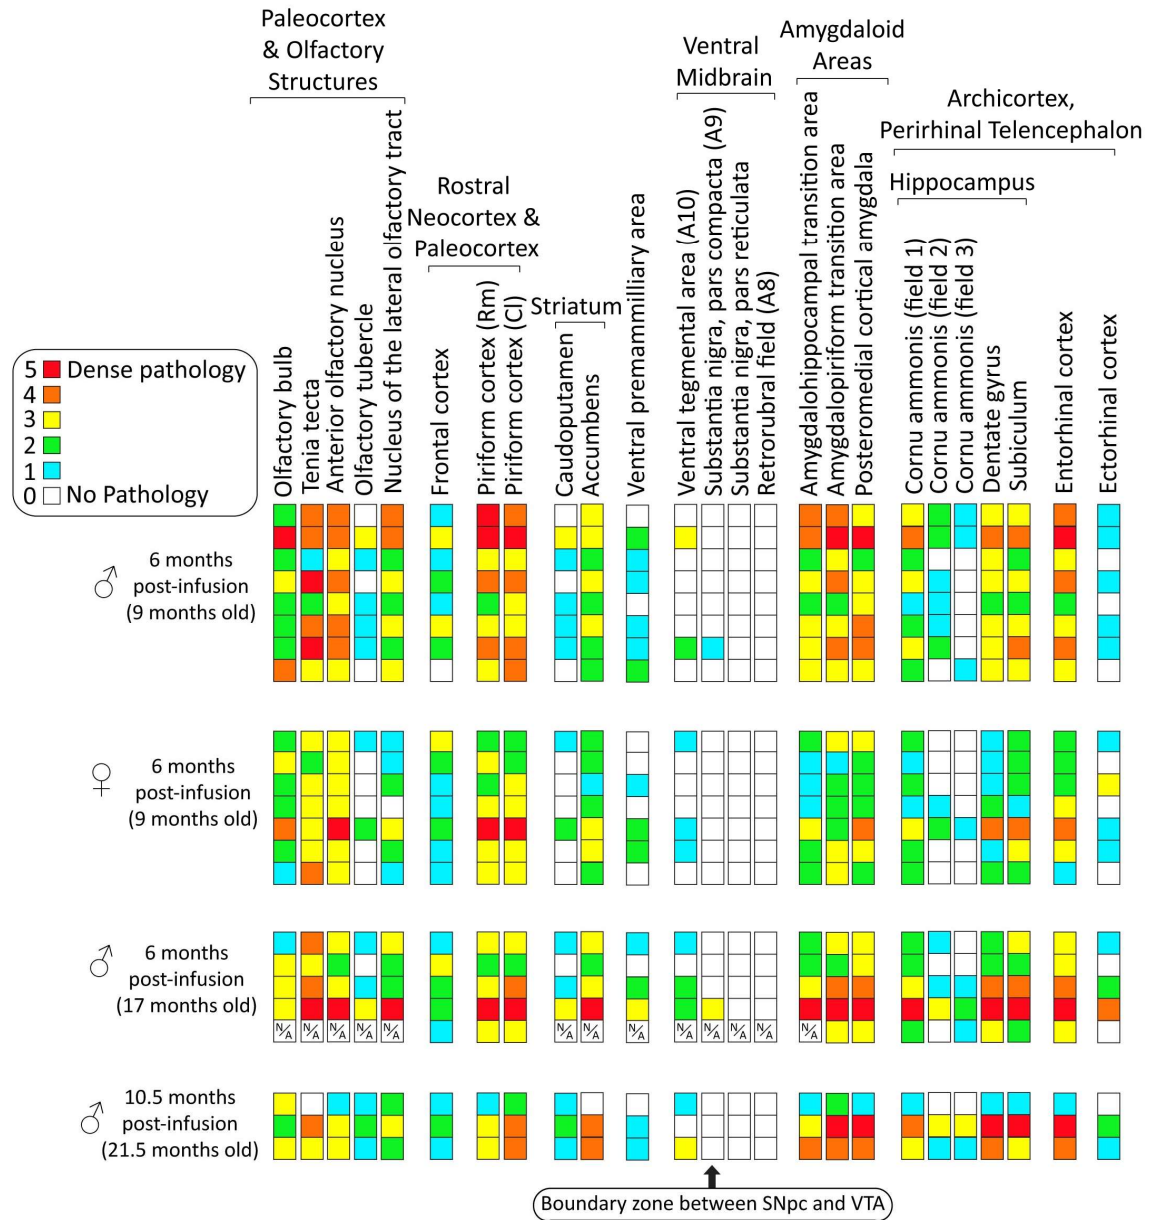 Paleocortex
& Olfactory
Structures
Rostral
Neocortex &
Paleocortex
Striatum
Ventral
Midbrain
Amygdaloid
Areas
Archicortex,
Perirhinal Telencephalon
Hippocampus
5 Dense pathology
4
3
2
1
0 No Pathology
Olfactory bulb
Tenia tecta
Anterior olfactory nucleus
Olfactory tubercle
Nucleus of the lateral olfactory tract
Frontal cortex
Piriform cortex (Rm)
Piriform cortex (Cl)
Caudoputamen
Accumbens
Ventral premammilliary area
Ventral tegmental area (A10)
Substantia nigra, pars compacta (A9)
Substantia nigra, pars reticulata
Retrorubral field (A8)
Amygdalohippocampal transition area
Amygdalopiriform transition area
Posteromedial cortical amygdala
Cornu ammonis (field 1)
Cornu ammonis (field 2)
Cornu ammonis (field 3)
Dentate gyrus
Subiculum
Entorhinal cortex
Ectorhinal cortex
♂ 6 months
post-infusion
(9 months old)
♀ 6 months
post-infusion
(9 months old)
♂ 6 months
post-infusion
(17 months old)
N/A N/A N/A N/A N/A N/A N/A N/A N/A N/A N/A N/A N/A
♂ 10.5 months
post-infusion
(21.5 months old)
Boundary zone between SNpc and VTA